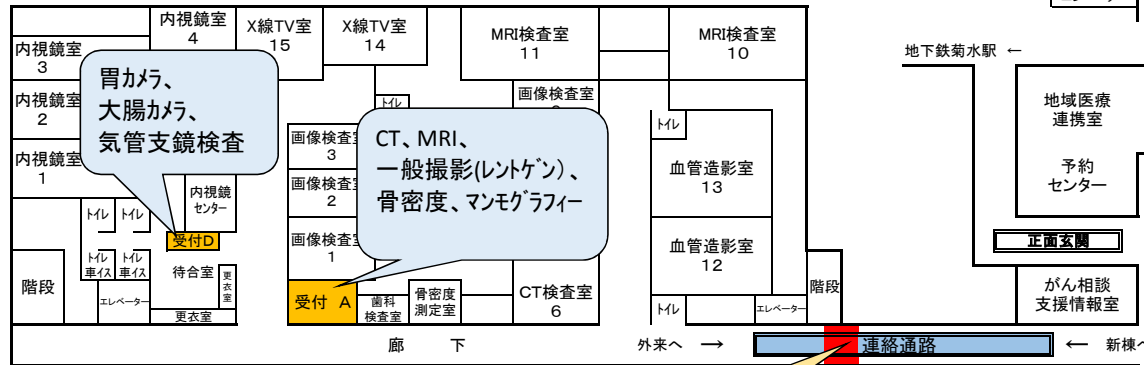 内視鏡室
4
X線TV室
15
X線TV室
14
MRI検査室
11
MRI検査室
10
地下鉄菊水駅 ←
内視鏡室
3
胃カメラ、
大腸カメラ、
気管支鏡検査
内視鏡室
2
内視鏡室
1
トイレ
画像検査室
画像検査室
3
画像検査室
2
画像検査室
1
CT、MRI、
一般撮影(レントゲン)、
骨密度、マンモグラフィー
トイレ
血管造影室
13
血管造影室
12
地域医療
連携室
予約
センター
正面玄関
がん相談
支援情報室
内視鏡
センター
トイレ
トイレ
受付D
トイレ
車イス
トイレ
車イス
待合室
更衣室
階段
エレベーター
更衣室
受付 A
歯科
検査室
骨密度
測定室
CT検査室
6
トイレ
エレベーター
階段
廊 下
外来へ →
連絡通路
← 新棟へ